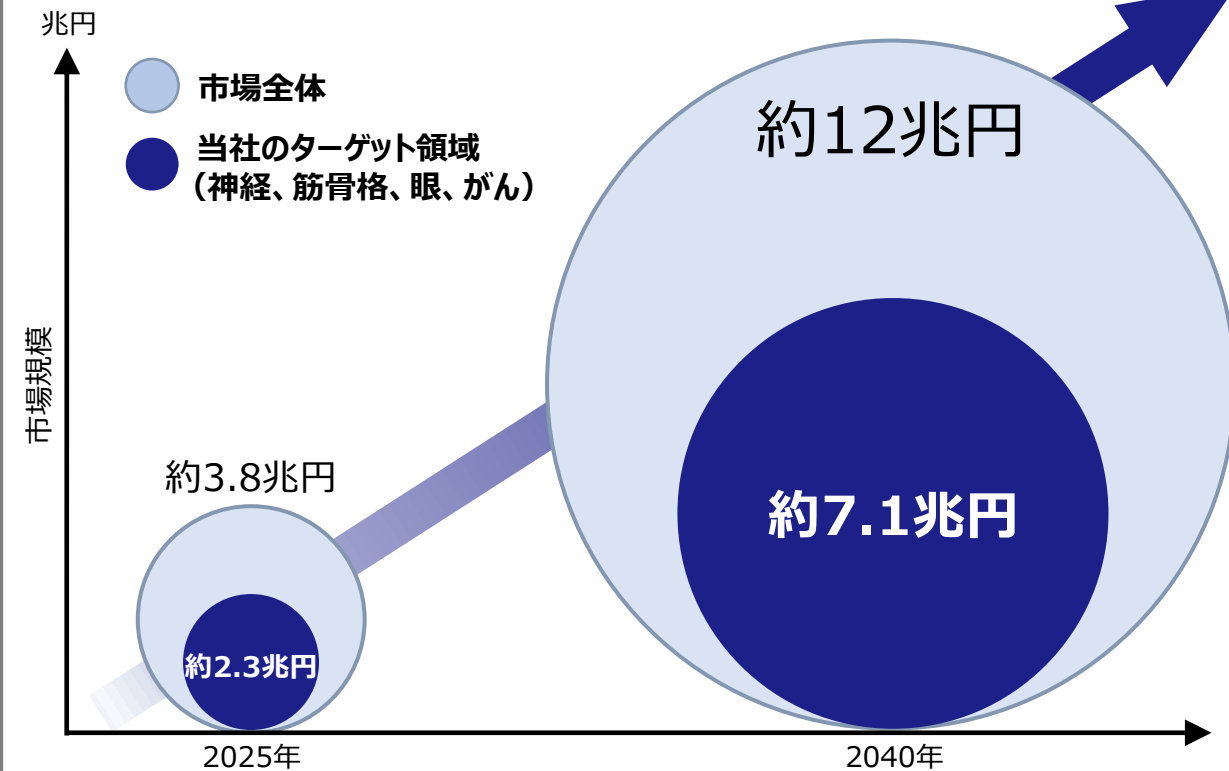 兆円
市場全体
当社のターゲット領域
（神経、筋骨格、眼、がん）
約12兆円
市場規模
約3.8兆円
約7.1兆円
約2.3兆円
2025年
2040年